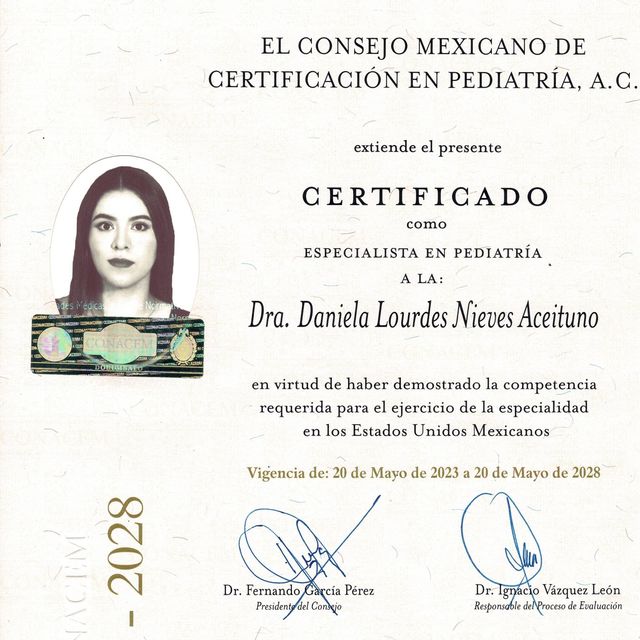 EL CONSEJO MEXICANO DE
CERTIFICACIÓN EN PEDIATRÍA, A.C.
extiende el presente
CERTIFICADO
como
ESPECIALISTA EN PEDIATRÍA
A LA:
Dra. Daniela Lourdes Nieves Aceituno
CONACEM
en virtud de haber demostrado la competencia
requerida para el ejercicio de la especialidad
en los Estados Unidos Mexicanos
Vigencia de: 20 de Mayo de 2023 a 20 de Mayo de 2028
- 2028
Dr. Fernando García Pérez
Presidente del Consejo
Dr. Ignacio Vázquez León
Responsable del Proceso de Evaluación